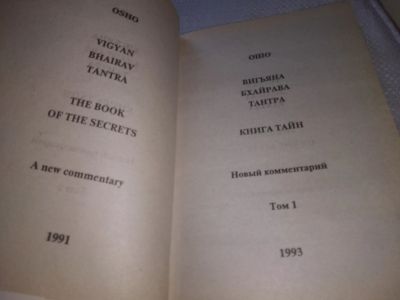 OSHO
VIGYAN
BHAIRAV
TANTRA
THE BOOK
OF THE SECRETS
A new commentary
1991
ОШО
ВИГЬЯНА
БХАЙРАВА
ТАНТРА
КНИГА ТАЙН
Новый комментарий
Том 1
1993